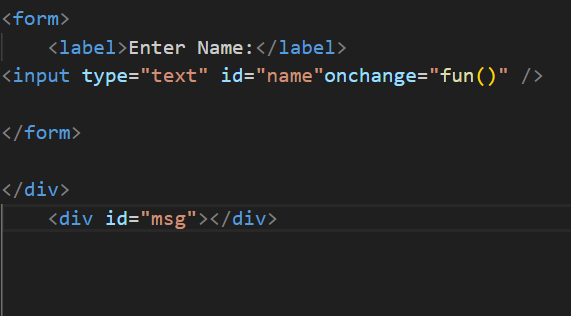 <form>
<label>Enter Name:</label>
<input type="text" id="name"onchange="fun()" />
</form>
</div>
<div id="msg"></div>